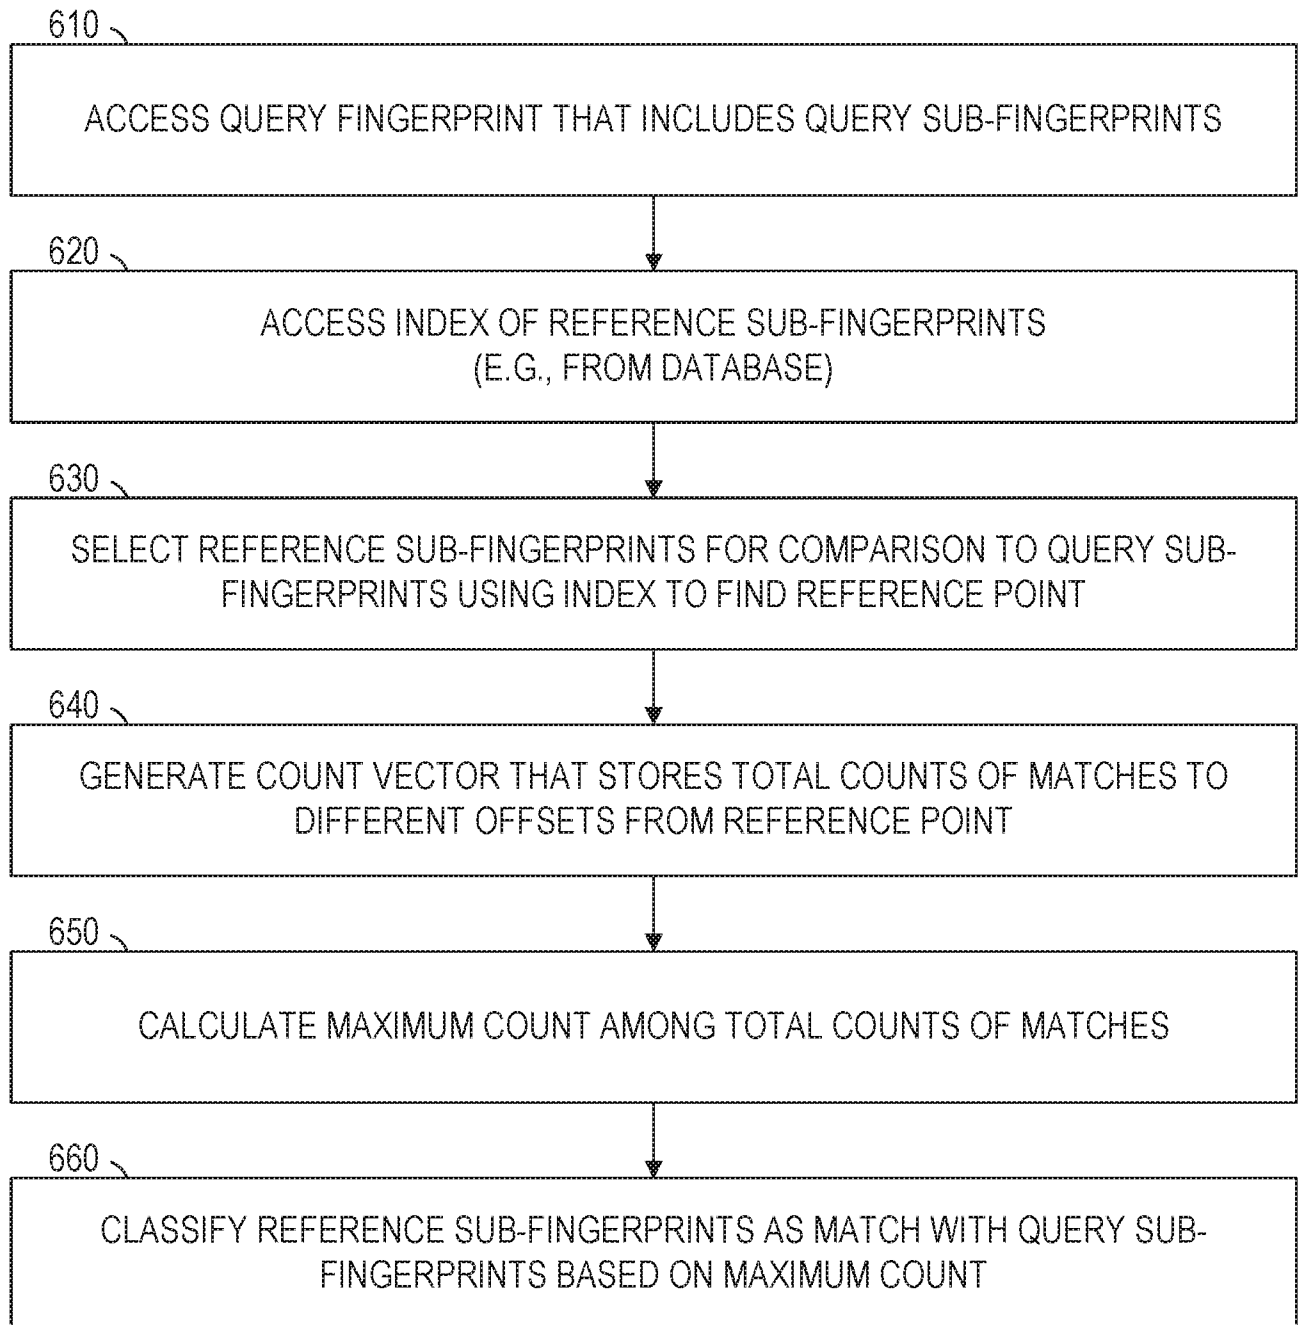 610
ACCESS QUERY FINGERPRINT THAT INCLUDES QUERY SUB-FINGERPRINTS
620
ACCESS INDEX OF REFERENCE SUB-FINGERPRINTS
(E.G., FROM DATABASE)
630
SELECT REFERENCE SUB-FINGERPRINTS FOR COMPARISON TO QUERY SUB-
FINGERPRINTS USING INDEX TO FIND REFERENCE POINT
640
GENERATE COUNT VECTOR THAT STORES TOTAL COUNTS OF MATCHES TO
DIFFERENT OFFSETS FROM REFERENCE POINT
650
CALCULATE MAXIMUM COUNT AMONG TOTAL COUNTS OF MATCHES
660
CLASSIFY REFERENCE SUB-FINGERPRINTS AS MATCH WITH QUERY SUB-
FINGERPRINTS BASED ON MAXIMUM COUNT